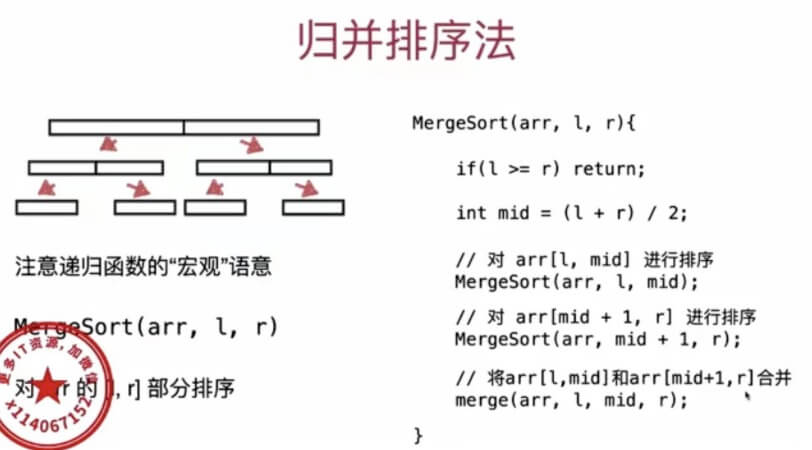 归并排序法
注意递归函数的“宏观”语意
MergeSort(arr, l, r)
对 arr 的 [l, r] 部分排序
MergeSort(arr, l, r){
if(l >= r) return;
int mid = (l + r) / 2;
// 对 arr[l, mid] 进行排序
MergeSort(arr, l, mid);
// 对 arr[mid + 1, r] 进行排序
MergeSort(arr, mid + 1, r);
// 将arr[l,mid]和arr[mid+1,r]合并
merge(arr, l, mid, r);
}
更多IT资源,加微信
x114067152